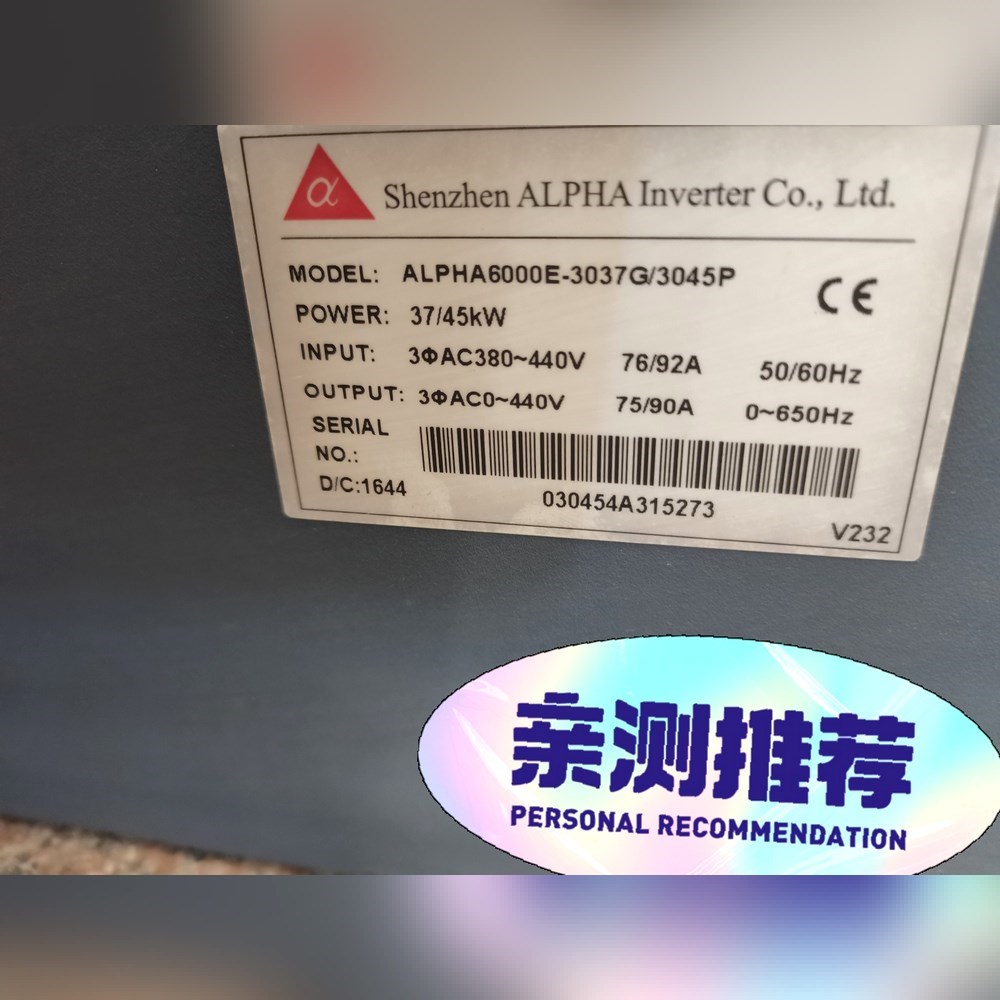 α Shenzhen ALPHA Inverter Co., Ltd.
MODEL: ALPHA6000E-3037G/3045P
CE
POWER: 37/45kW
INPUT: 3ΦAC380~440V 76/92A 50/60Hz
OUTPUT: 3ΦAC0~440V 75/90A 0~650Hz
SERIAL
NO.:
030454A315273
D/C:1644
V232
亲测推荐
PERSONAL RECOMMENDATION